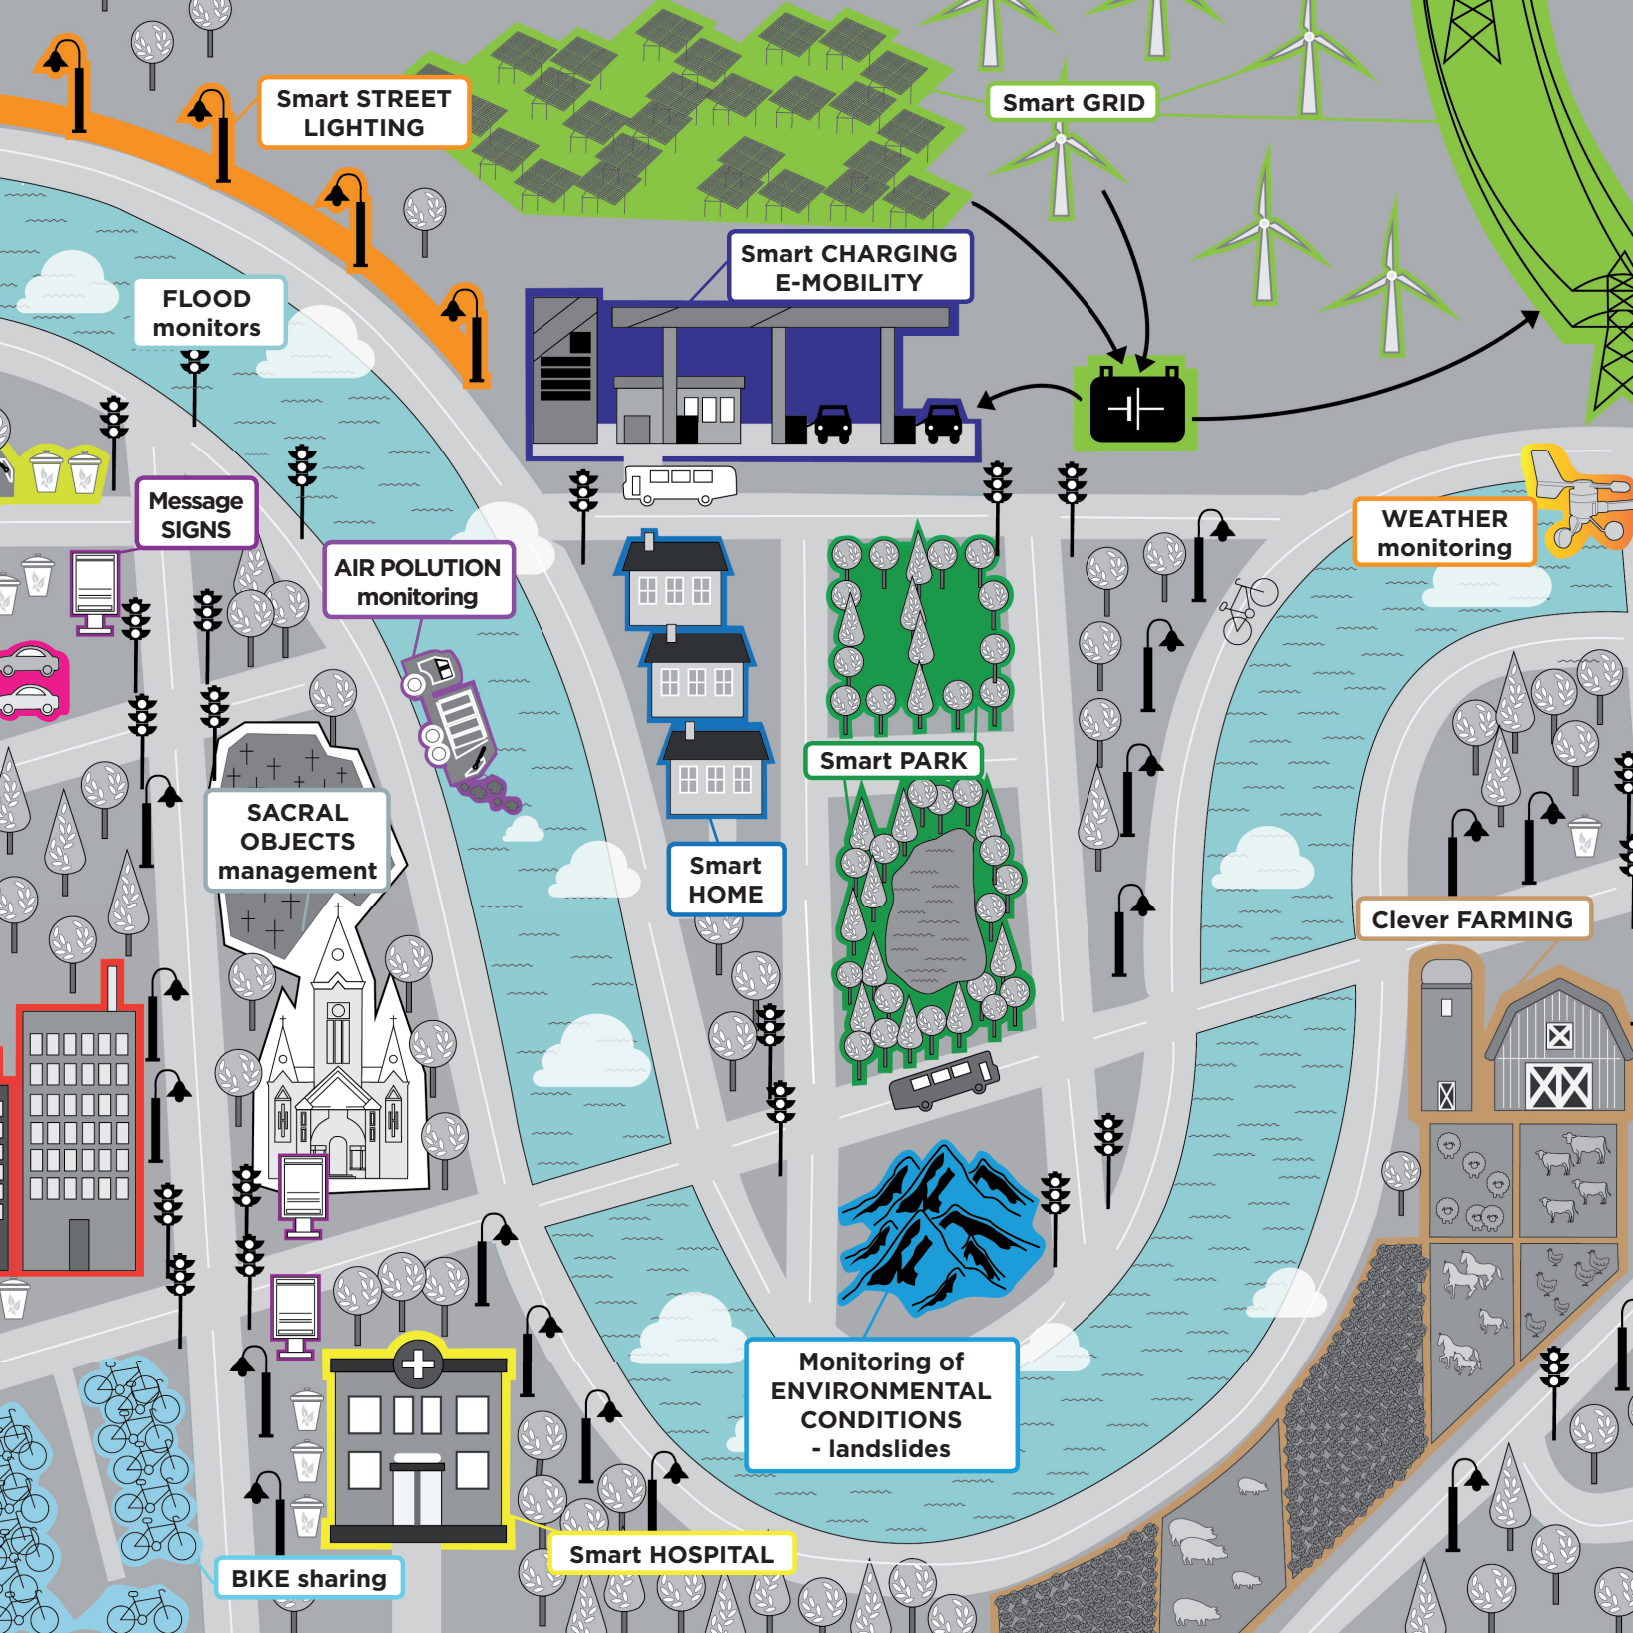 Smart STREET
LIGHTING
Smart GRID
Smart CHARGING
E-MOBILITY
FLOOD
monitors
Message
SIGNS
WEATHER
monitoring
AIR POLUTION
monitoring
Smart PARK
SACRAL
OBJECTS
management
Smart
HOME
Clever FARMING
Monitoring of
ENVIRONMENTAL
CONDITIONS
- landslides
Smart HOSPITAL
BIKE sharing